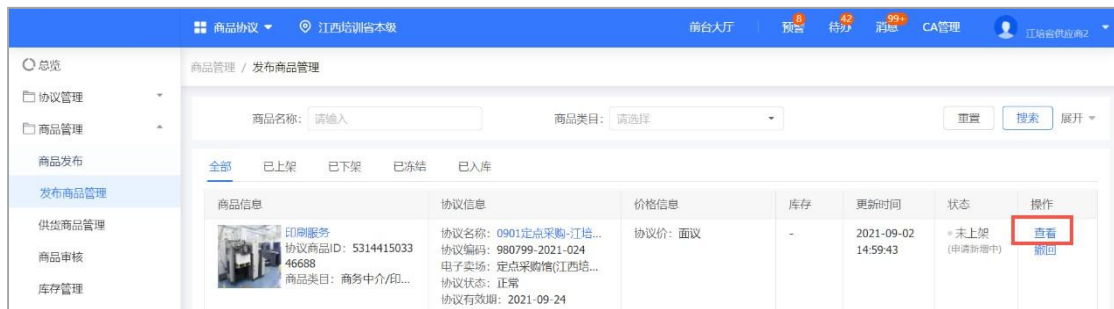 商品协议 江西培训省本级 前台大厅 预警 8 待办 42 消息 99+ CA管理 江培省供应商2
总览
商品管理 / 发布商品管理
协议管理
商品名称: 请输入 商品类目: 请选择 重置 搜索 展开
商品管理
商品发布
全部 已上架 已下架 已冻结 已入库
发布商品管理
商品信息 协议信息 价格信息 库存 更新时间 状态 操作
供货商品管理
印刷服务 协议名称: 0901定点采购-江培... 协议价: 面议 - 2021-09-02 未上架 查看
协议商品ID: 5314415033 协议编码: 980799-2021-024 14:59:43 (申请新增中) 撤回
商品审核
46688 电子卖场: 定点采购馆(江西培...
商品类目: 商务中介/印... 协议状态: 正常
库存管理
协议有效期: 2021-09-24